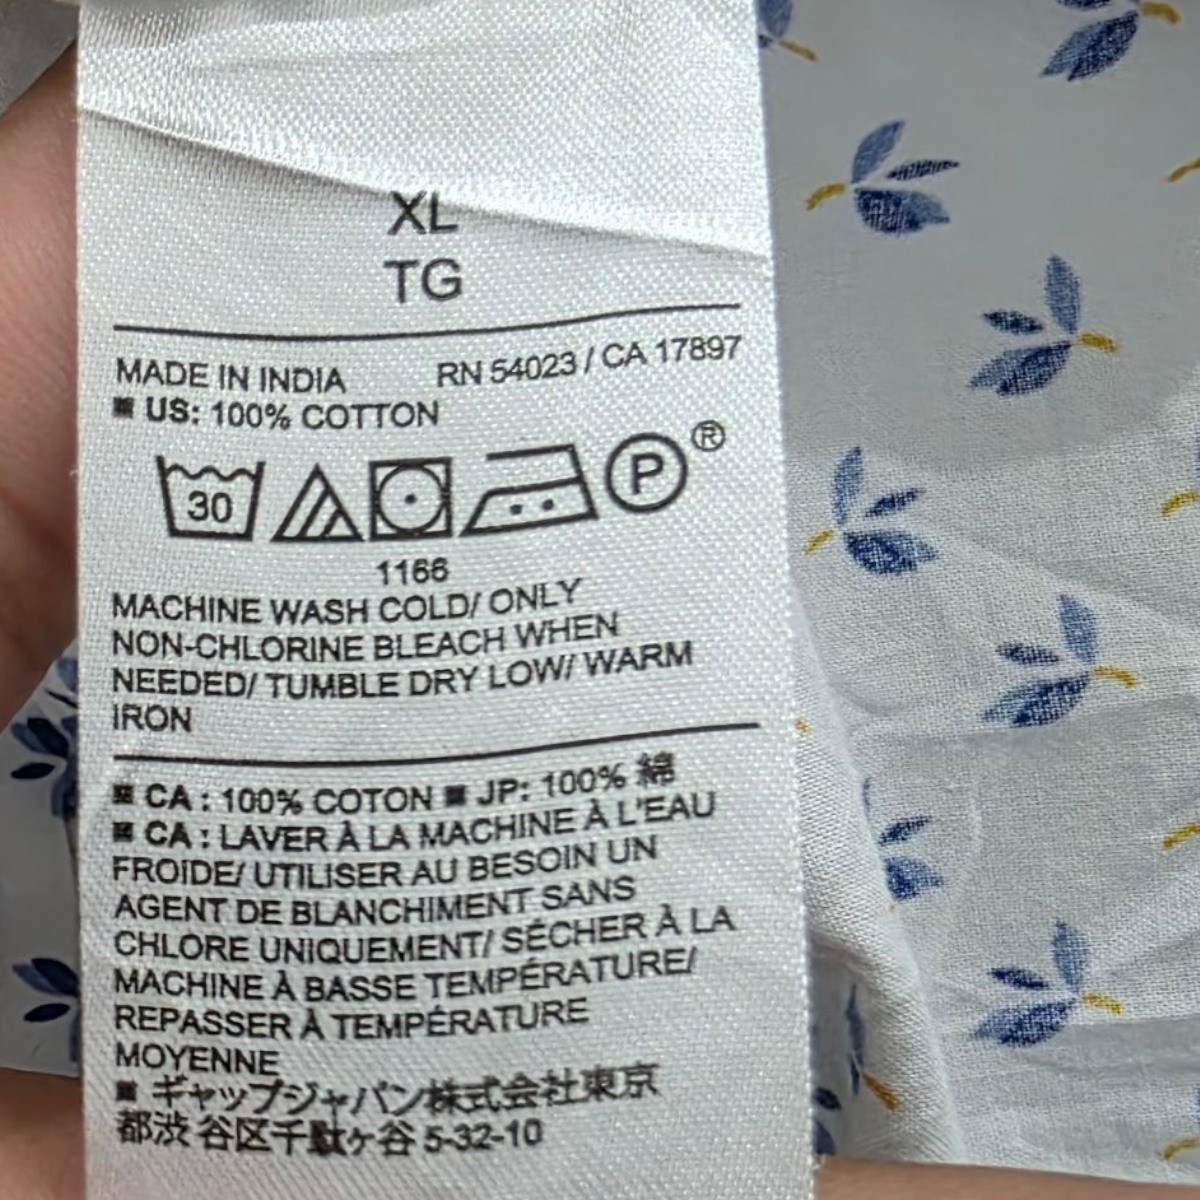 XL
TG
MADE IN INDIA RN 54023 / CA 17897
■ US: 100% COTTON
30 P ®
1166
MACHINE WASH COLD/ ONLY
NON-CHLORINE BLEACH WHEN
NEEDED/ TUMBLE DRY LOW/ WARM
IRON
■ CA : 100% COTON ■ JP: 100% 綿
■ CA : LAVER À LA MACHINE À L'EAU
FROIDE/ UTILISER AU BESOIN UN
AGENT DE BLANCHIMENT SANS
CHLORE UNIQUEMENT/ SÉCHER À LA
MACHINE À BASSE TEMPÉRATURE/
REPASSER À TEMPÉRATURE
MOYENNE
■ ギャップジャパン株式会社東京
都渋谷区千駄ヶ谷 5-32-10